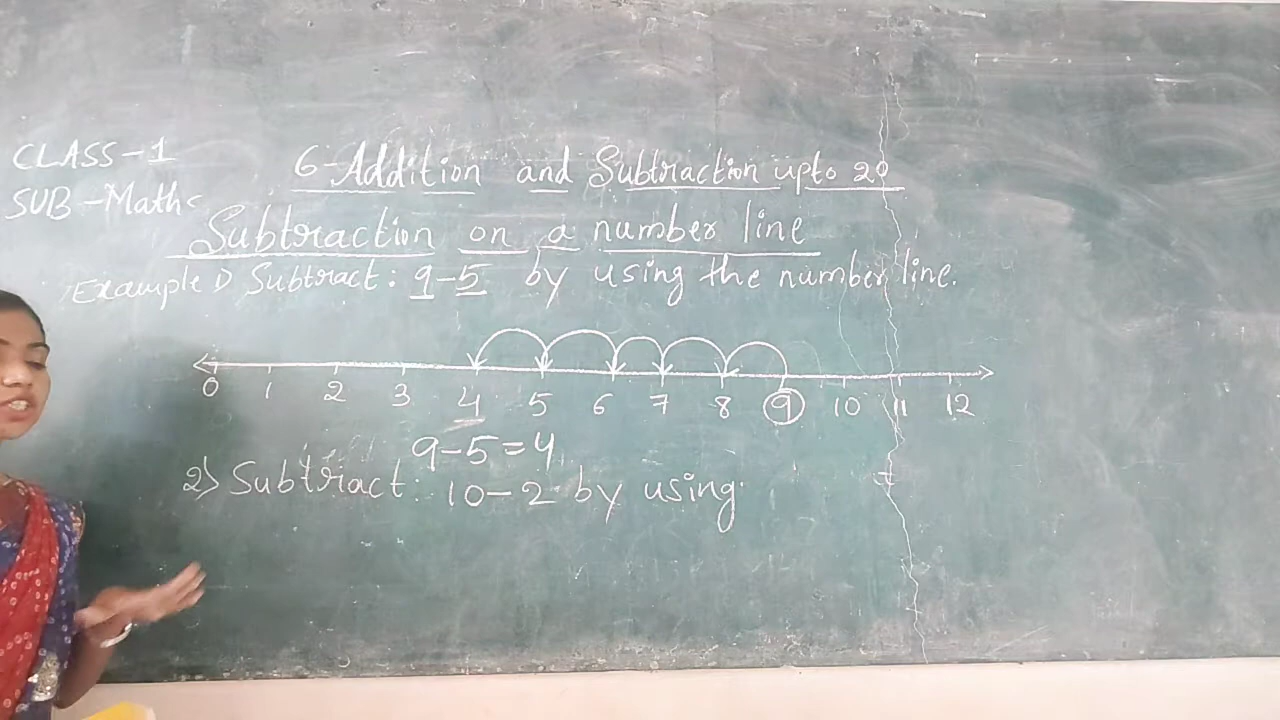 CLASS-1
SUB-Maths
6-Addition and Subtraction upto 20
Subtraction on a number line
Example 1) Subtract: 9-5 by using the number line.
0 1 2 3 4 5 6 7 8 9 10 11 12
9-5=4
2) Subtract: 10-2 by using